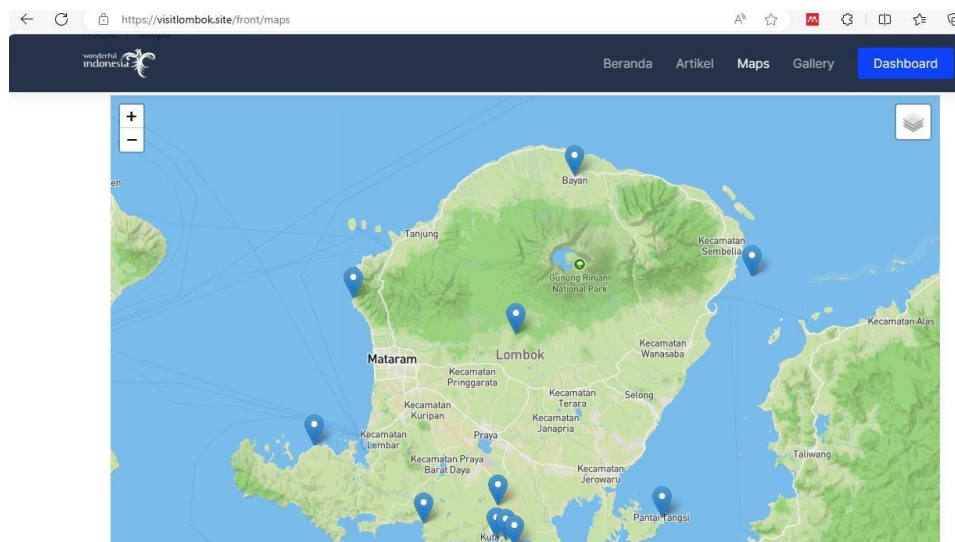 https://visitlombok.site/front/maps
wonderful
indonesia
Beranda Artikel Maps Gallery Dashboard
+
−
Bayan
Tanjung
Kecamatan
Sembelia
Gunung Rinjani
National Park
Kecamatan Alas
Kecamatan
Wanasaba
Mataram
Lombok
Kecamatan
Pringgarata
Kecamatan
Terara
Selong
Kecamatan
Kuripan
Kecamatan
Janapria
Kecamatan
Lembar
Praya
Taliwang
Kecamatan Praya
Barat Daya
Kecamatan
Jerowaru
Pantai Tangsi
Kuta